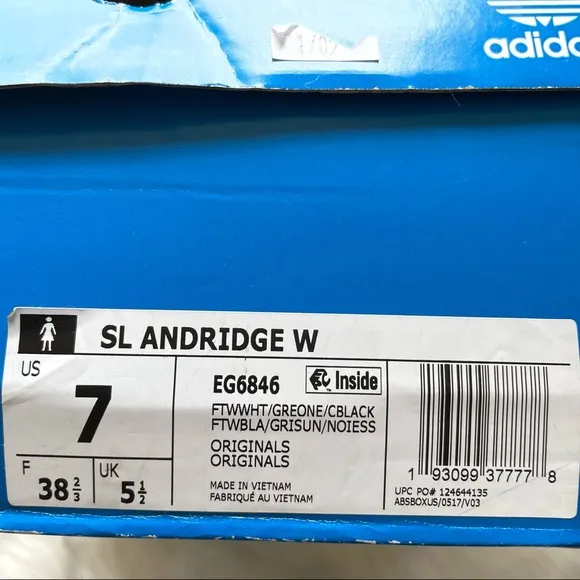 adidas
SL ANDRIDGE W
US
7
F
38 2/3
UK
5 1/2
EG6846
Inside
FTWWHT/GREONE/CBLACK
FTWBLA/GRISUN/NOIESS
ORIGINALS
ORIGINALS
MADE IN VIETNAM
FABRIQUÉ AU VIETNAM
1 93099 37777 8
UPC PO# 124644135
ABSBOXUS/0517/V03